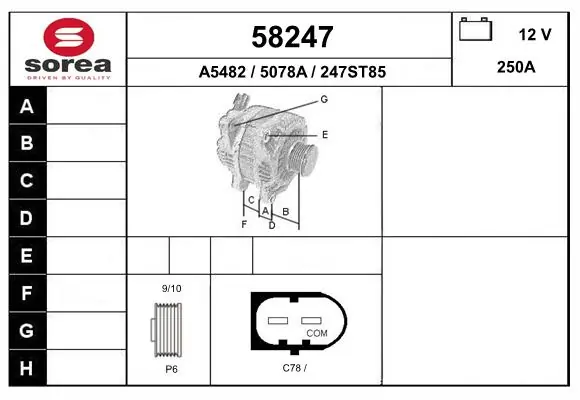 sorea
DRIVEN BY QUALITY
58247
A5482 / 5078A / 247ST85
12 V
250A
A
B
C
D
E
F
G
H
G
E
C
A
B
F
D
9/10
P6
COM
C78 /